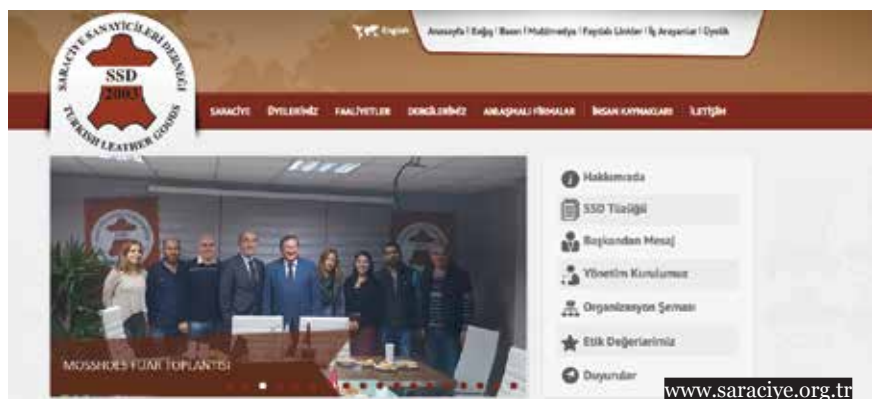 SARACİYE SANAYİCİLERİ DERNEĞİ
SSD
2003
TURKISH LEATHER GOODS
English
Anasayfa | Bağış | Basın | Multimedya | Faydalı Linkler | İş Arayanlar | Üyelik
SARACİYE ÜYELERİMİZ FAALİYETLER DERGİLERİMİZ ANLAŞMALI FİRMALAR İNSAN KAYNAKLARI İLETİŞİM
MOSSHOES FUAR TOPLANTISI
Hakkımızda
SSD Tüzüğü
Başkandan Mesaj
Yönetim Kurulumuz
Organizasyon Şeması
Etik Değerlerimiz
Duyurular
www.saraciye.org.tr